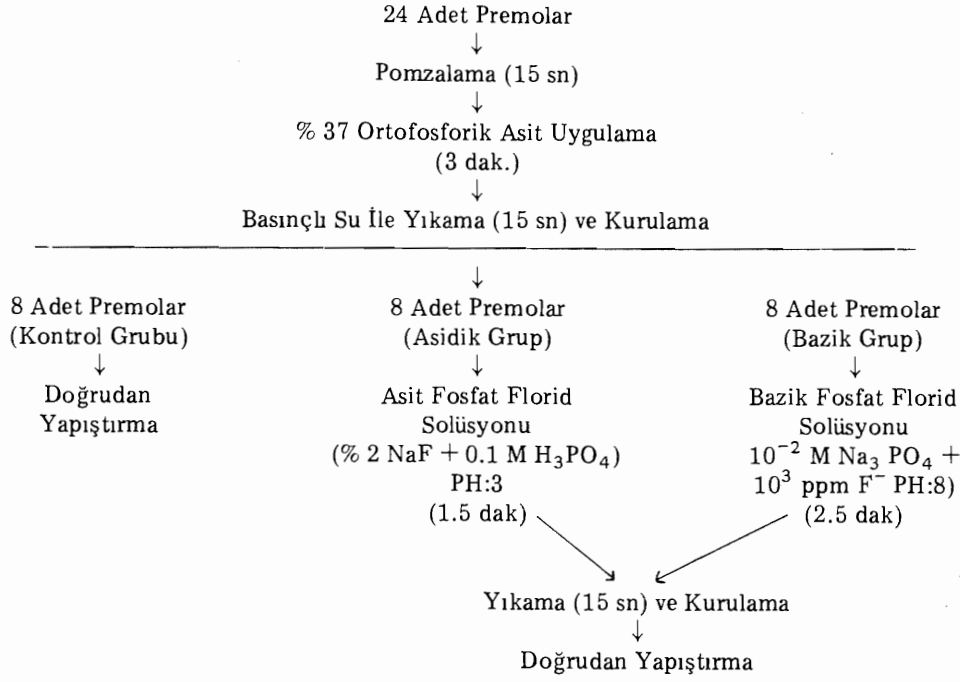 24 Adet Premolar
↓
Pomzalama (15 sn)
↓
% 37 Ortofosforik Asit Uygulama
(3 dak.)
↓
Basınçlı Su İle Yıkama (15 sn) ve Kurulama
↓
8 Adet Premolar
(Kontrol Grubu)
↓
Doğrudan
Yapıştırma
8 Adet Premolar
(Asidik Grup)
↓
Asit Fosfat Florid
Solüsyonu
(% 2 NaF + 0.1 M H₃PO₄)
PH:3
(1.5 dak)
8 Adet Premolar
(Bazik Grup)
↓
Bazik Fosfat Florid
Solüsyonu
10⁻² M Na₃ PO₄ +
10³ ppm F⁻ PH:8)
(2.5 dak)
Yıkama (15 sn) ve Kurulama
↓
Doğrudan Yapıştırma